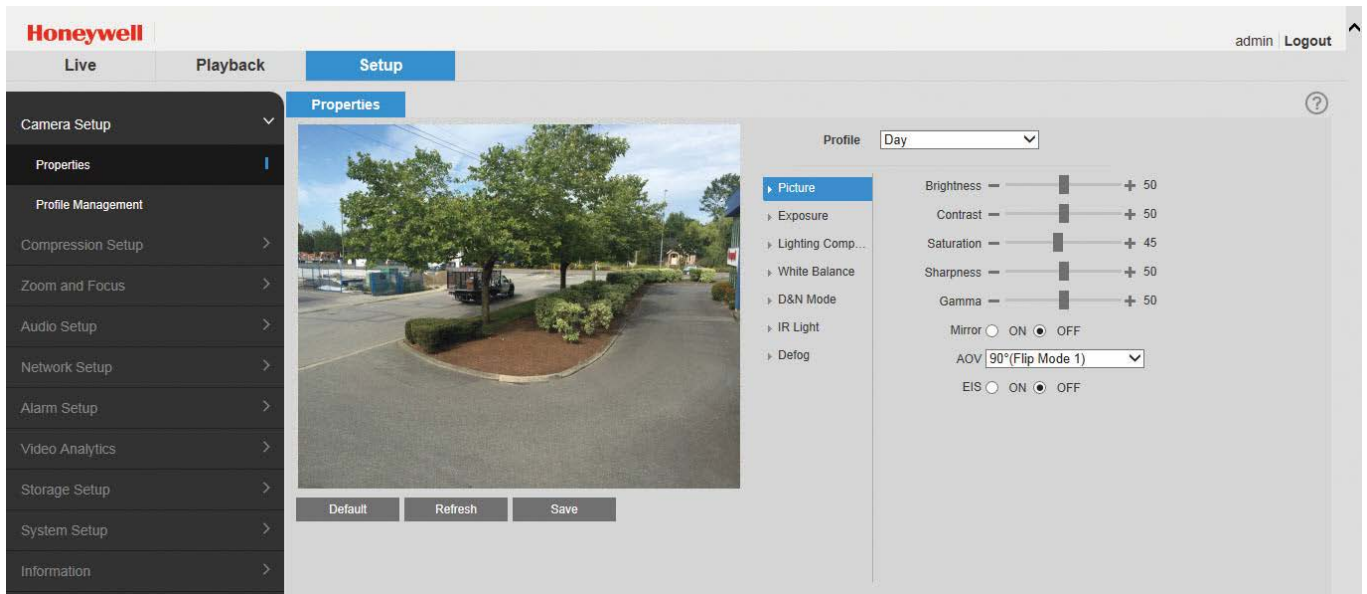 Honeywell
admin | Logout
Live Playback Setup
Camera Setup
Properties
Profile Management
Compression Setup
Zoom and Focus
Audio Setup
Network Setup
Alarm Setup
Video Analytics
Storage Setup
System Setup
Information
Properties
?
Default Refresh Save
Profile Day
Picture
Exposure
Lighting Comp...
White Balance
D&N Mode
IR Light
Defog
Brightness − + 50
Contrast − + 50
Saturation − + 45
Sharpness − + 50
Gamma − + 50
Mirror ON OFF
AOV 90°(Flip Mode 1)
EIS ON OFF